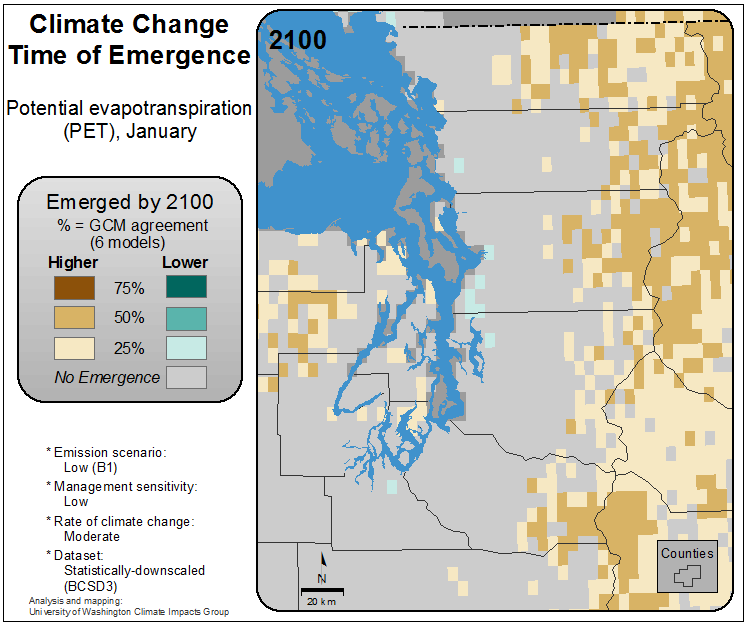 Climate Change
Time of Emergence
Potential evapotranspiration
(PET), January
Emerged by 2100
% = GCM agreement
(6 models)
Higher Lower
75%
50%
25%
No Emergence
* Emission scenario:
Low (B1)
* Management sensitivity:
Low
* Rate of climate change:
Moderate
* Dataset:
Statistically-downscaled
(BCSD3)
Analysis and mapping:
University of Washington Climate Impacts Group
2100
N
20 km
Counties